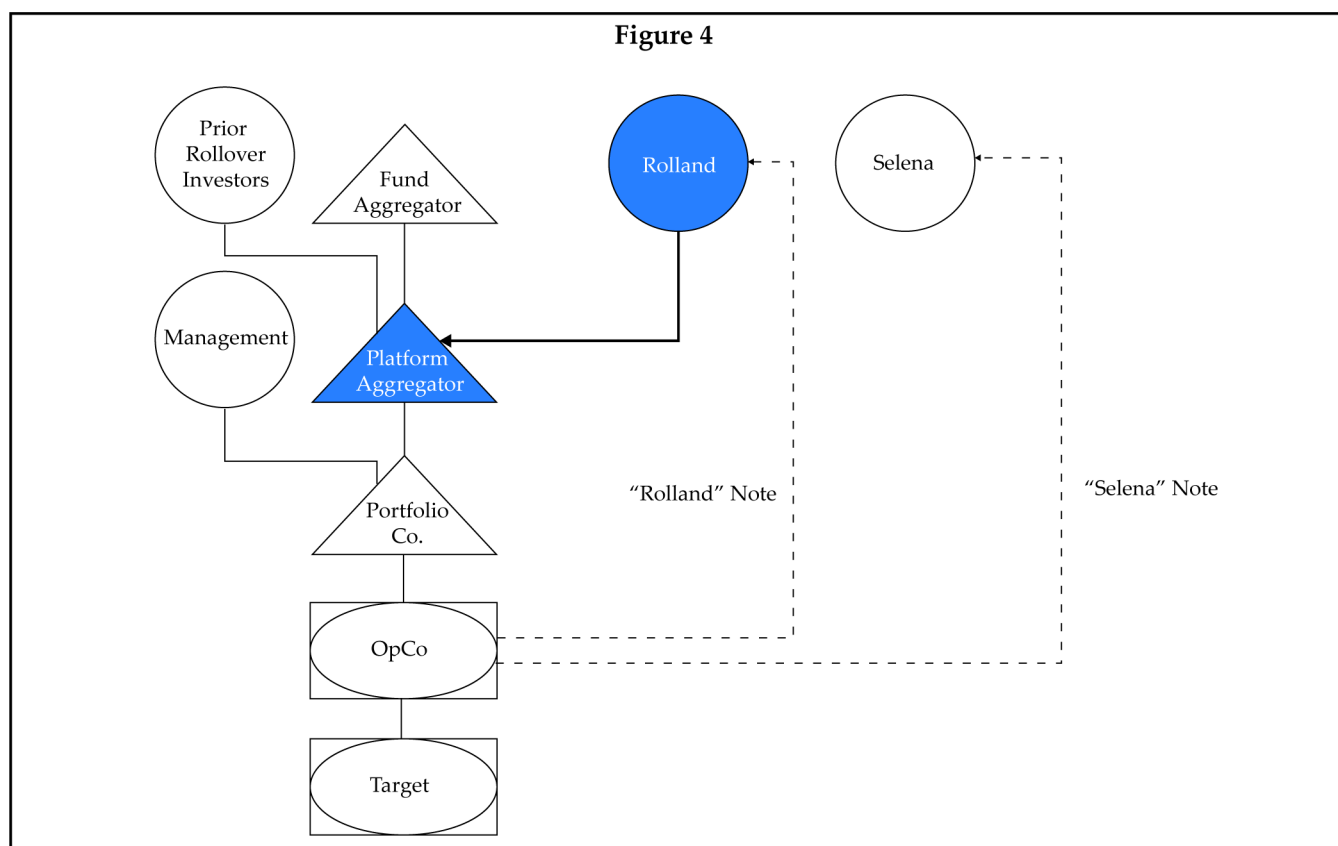 Figure 4
Prior
Rollover
Investors
Fund
Aggregator
Rolland
Selena
Management
Platform
Aggregator
Portfolio
Co.
“Rolland” Note
“Selena” Note
OpCo
Target